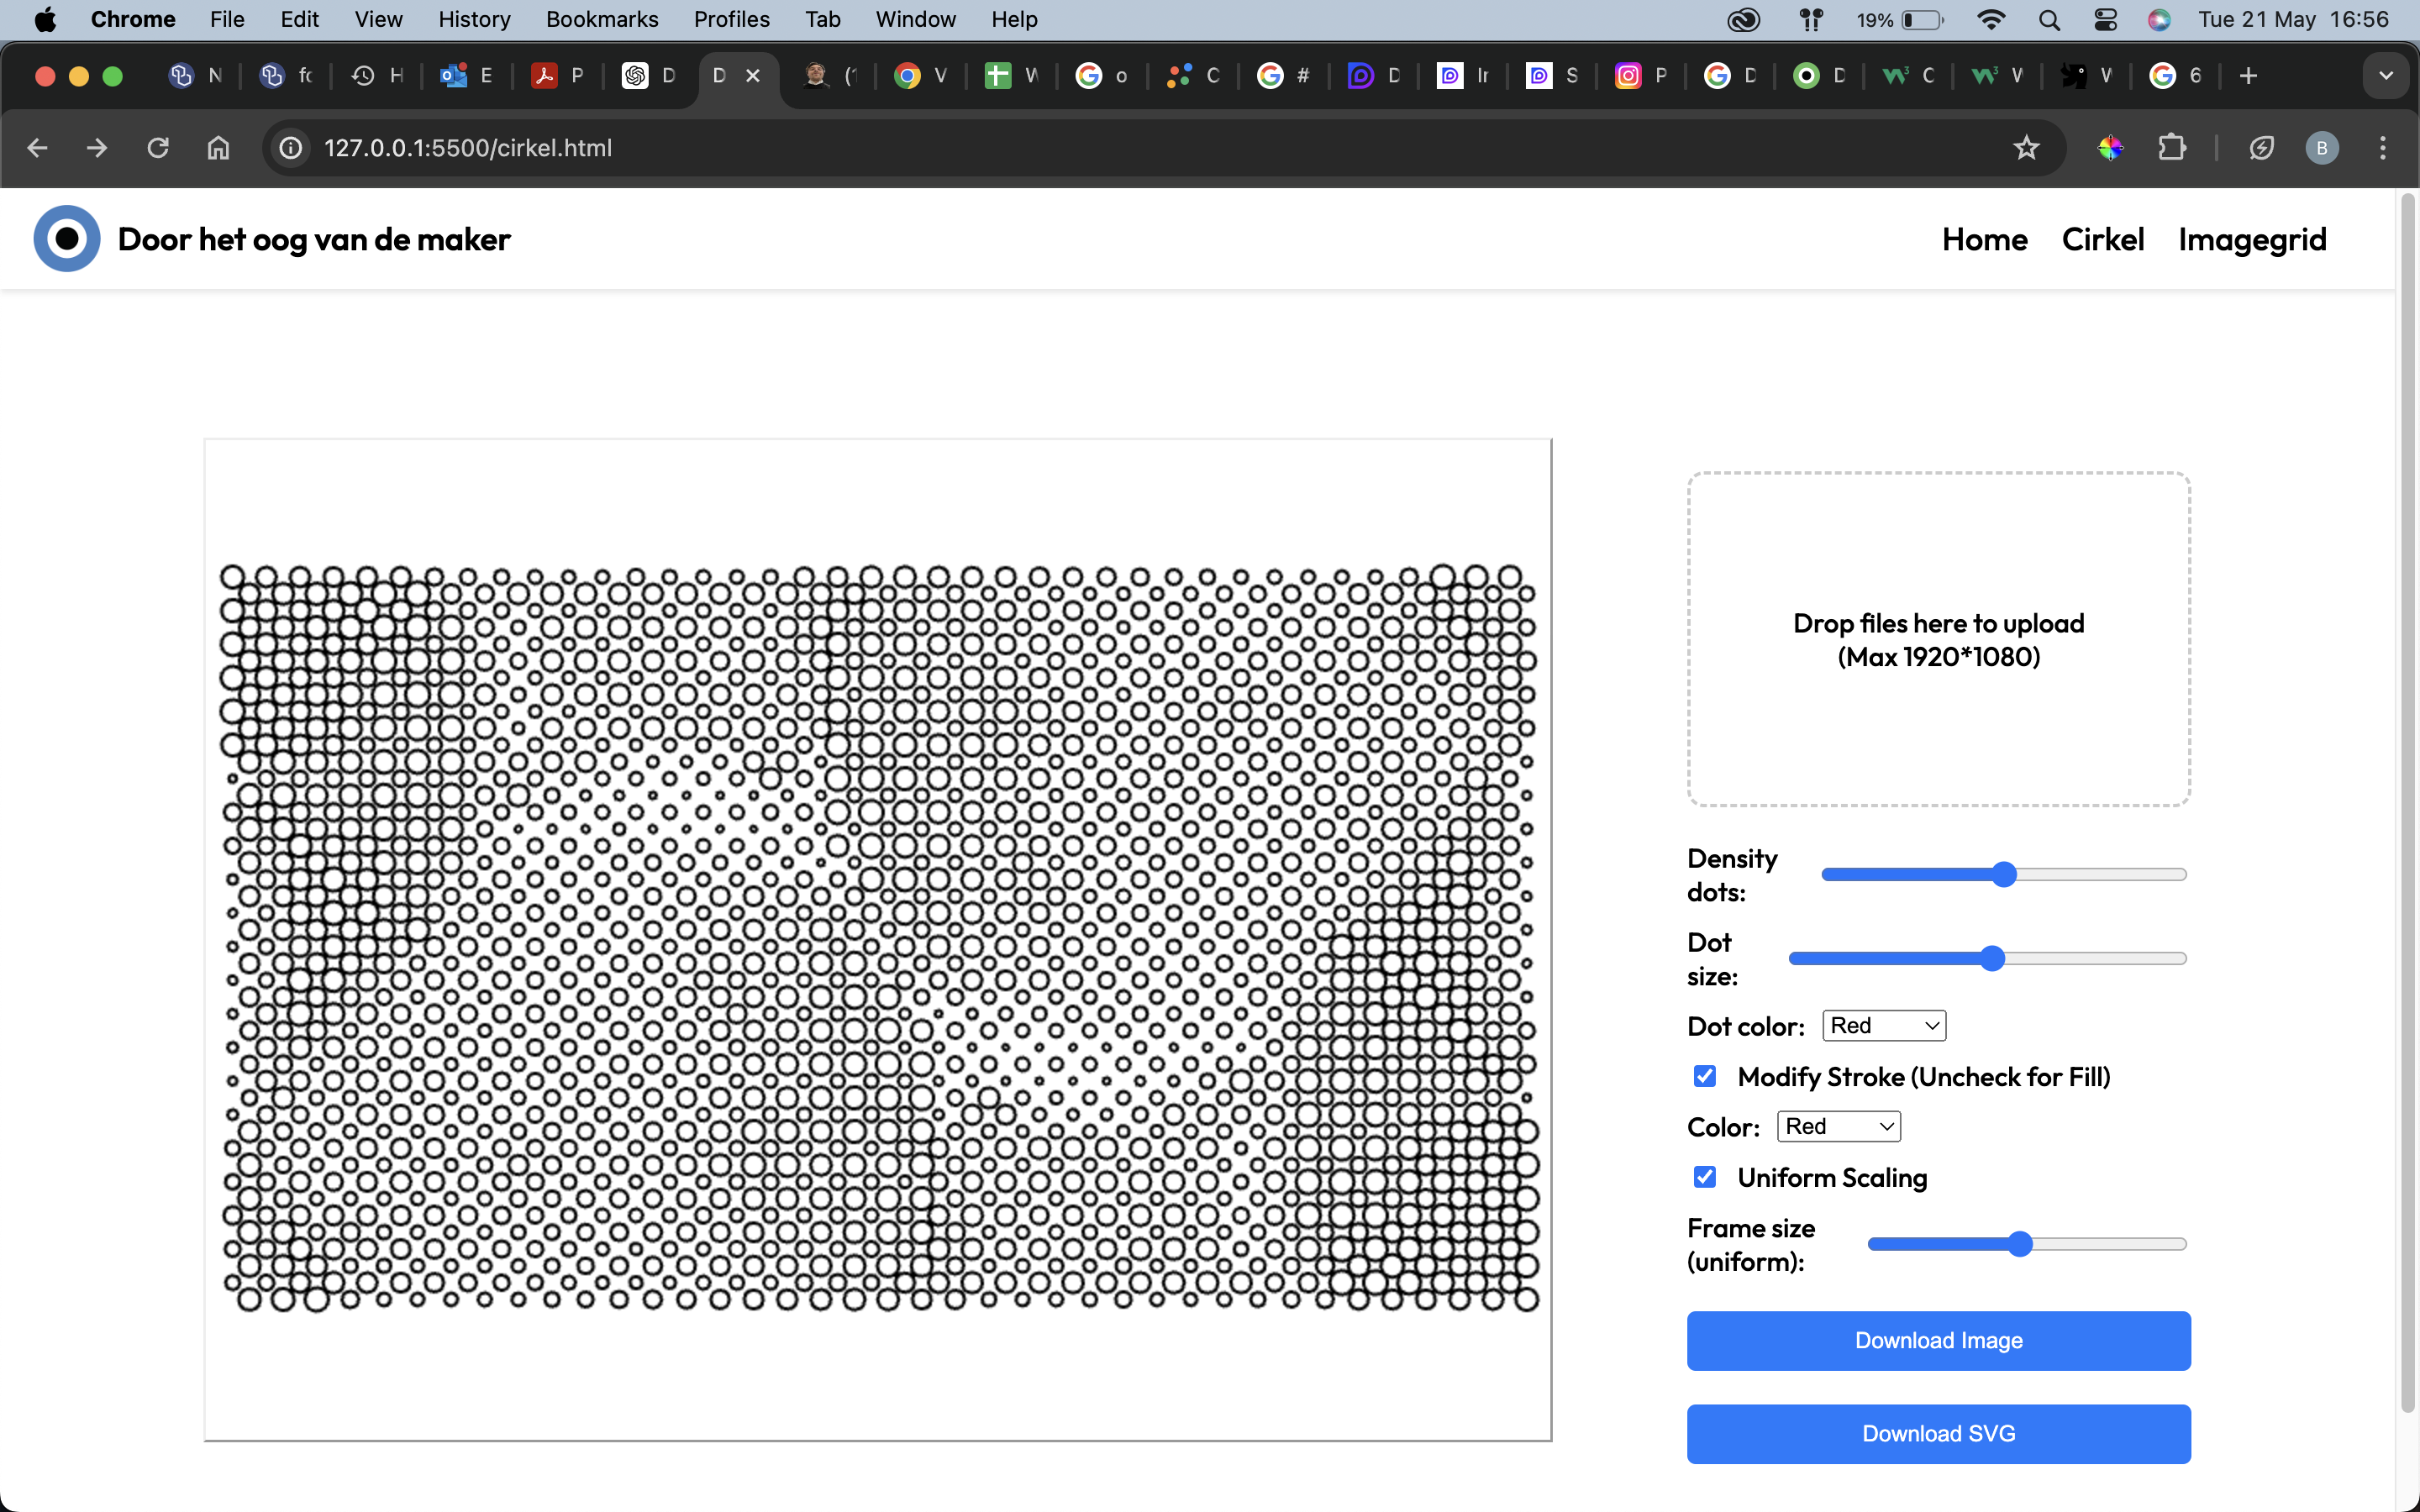 Chrome File Edit View History Bookmarks Profiles Tab Window Help 19% Tue 21 May 16:56
N fc H E P D D (1 V W o C # D Ir S P D D C V W 6
127.0.0.1:5500/cirkel.html B
Door het oog van de maker Home Cirkel Imagegrid
Drop files here to upload
(Max 1920*1080)
Density
dots:
Dot
size:
Dot color: Red
Modify Stroke (Uncheck for Fill)
Color: Red
Uniform Scaling
Frame size
(uniform):
Download Image
Download SVG